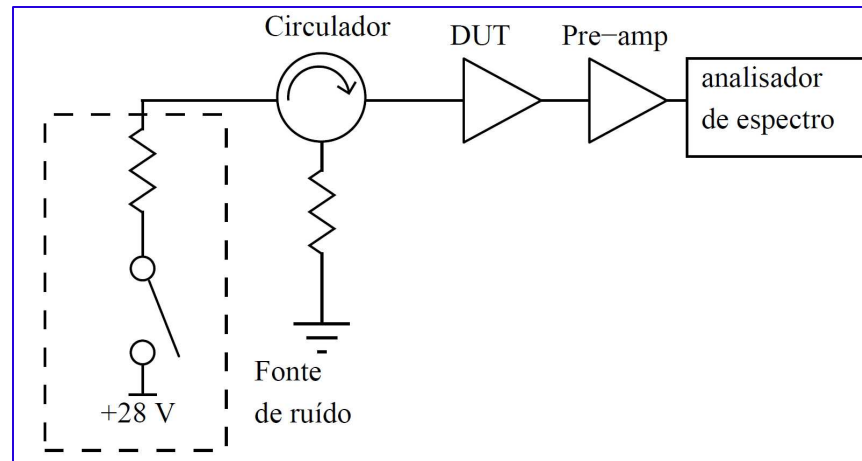 Circulador
DUT
Pre−amp
analisador
de espectro
Fonte
de ruído
+28 V